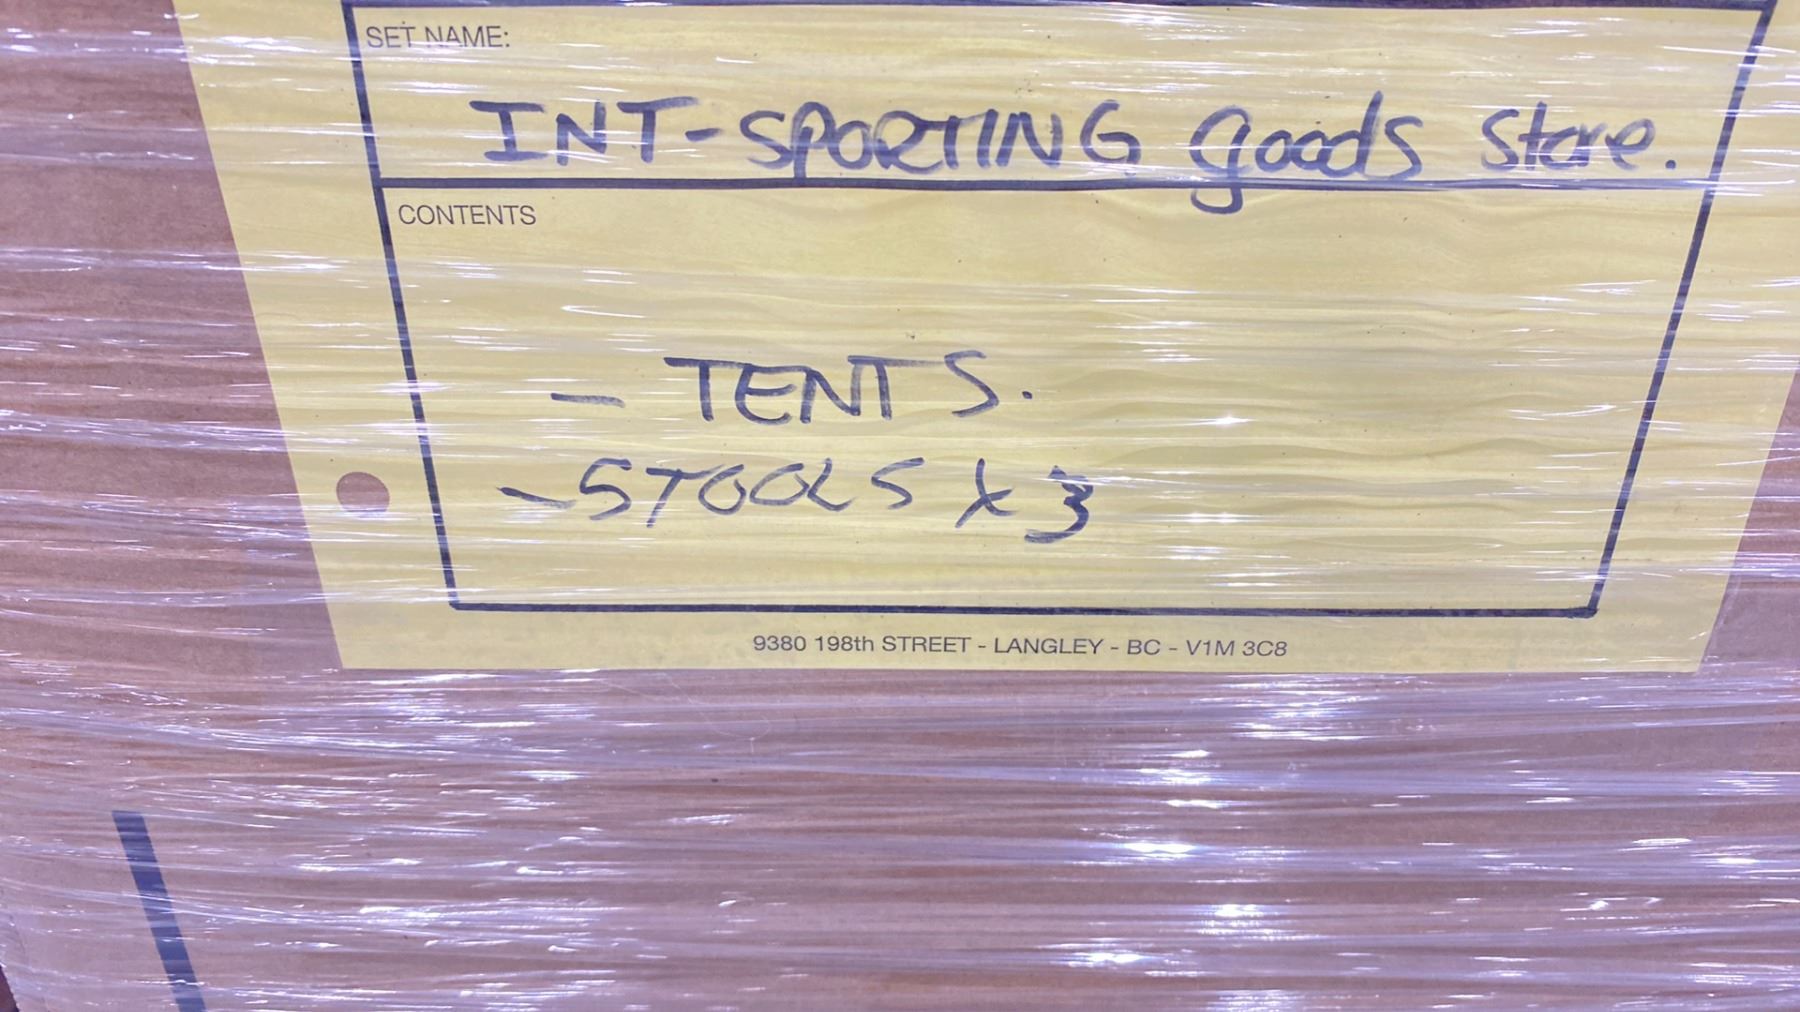 SET NAME:
INT-SPORTING goods store.
CONTENTS
- TENTS.
- STOOLS x 3
9380 198th STREET - LANGLEY - BC - V1M 3C8